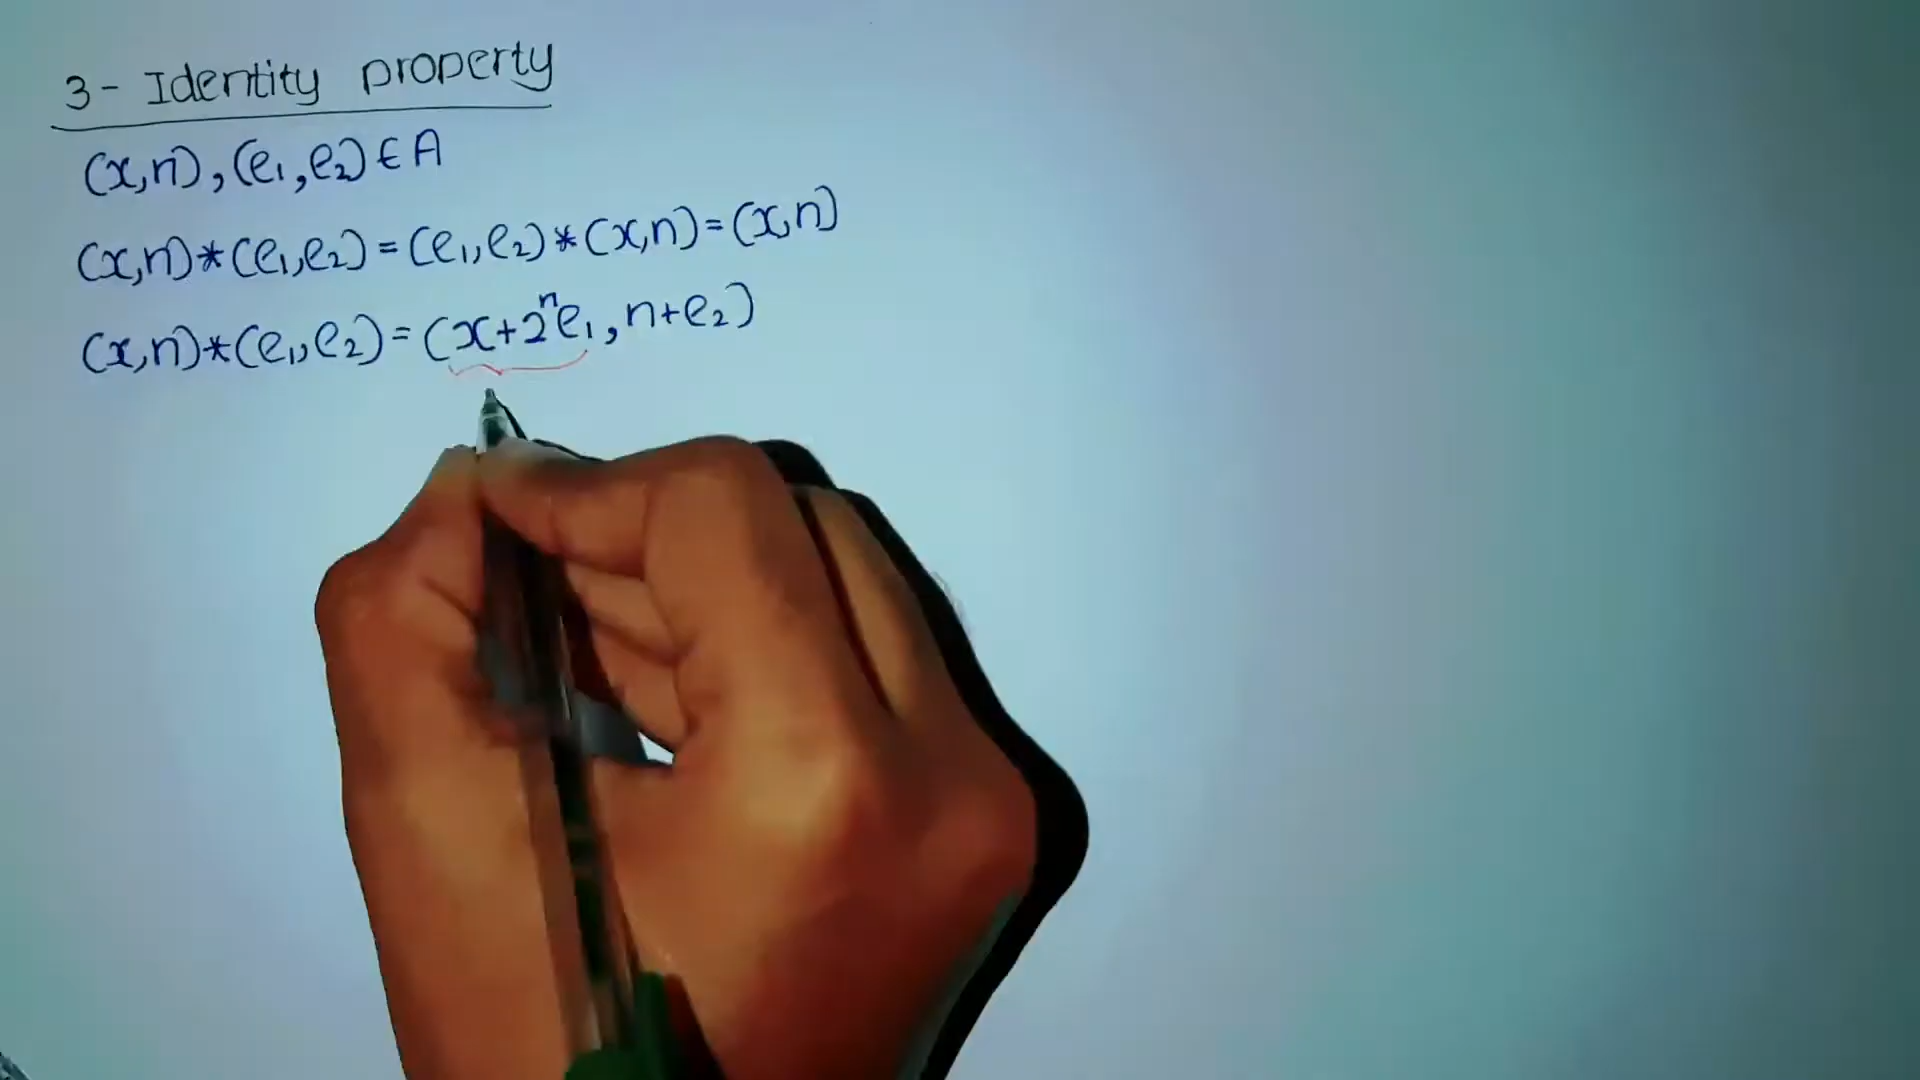 3- Identity property
(x,n),(e₁,e₂)∈A
(x,n)*(e₁,e₂)=(e₁,e₂)*(x,n)=(x,n)
(x,n)*(e₁,e₂)=(x+2ⁿe₁,n+e₂)